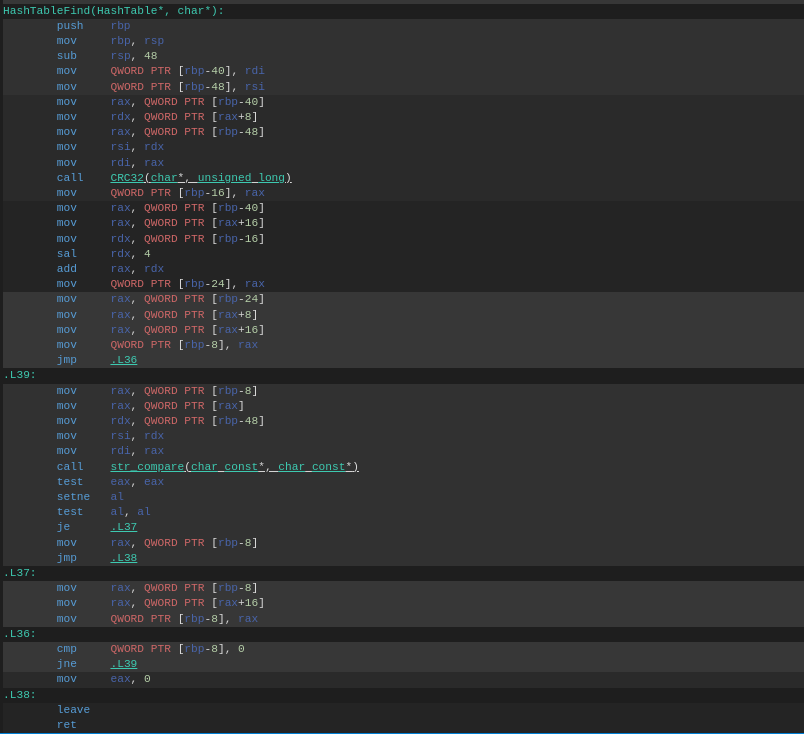 HashTableFind(HashTable*, char*):
push rbp
mov rbp, rsp
sub rsp, 48
mov QWORD PTR [rbp-40], rdi
mov QWORD PTR [rbp-48], rsi
mov rax, QWORD PTR [rbp-40]
mov rdx, QWORD PTR [rax+8]
mov rax, QWORD PTR [rbp-48]
mov rsi, rdx
mov rdi, rax
call CRC32(char*, unsigned_long)
mov QWORD PTR [rbp-16], rax
mov rax, QWORD PTR [rbp-40]
mov rax, QWORD PTR [rax+16]
mov rdx, QWORD PTR [rbp-16]
sal rdx, 4
add rax, rdx
mov QWORD PTR [rbp-24], rax
mov rax, QWORD PTR [rbp-24]
mov rax, QWORD PTR [rax+8]
mov rax, QWORD PTR [rax+16]
mov QWORD PTR [rbp-8], rax
jmp .L36
.L39:
mov rax, QWORD PTR [rbp-8]
mov rax, QWORD PTR [rax]
mov rdx, QWORD PTR [rbp-48]
mov rsi, rdx
mov rdi, rax
call str_compare(char_const*, char_const*)
test eax, eax
setne al
test al, al
je .L37
mov rax, QWORD PTR [rbp-8]
jmp .L38
.L37:
mov rax, QWORD PTR [rbp-8]
mov rax, QWORD PTR [rax+16]
mov QWORD PTR [rbp-8], rax
.L36:
cmp QWORD PTR [rbp-8], 0
jne .L39
mov eax, 0
.L38:
leave
ret